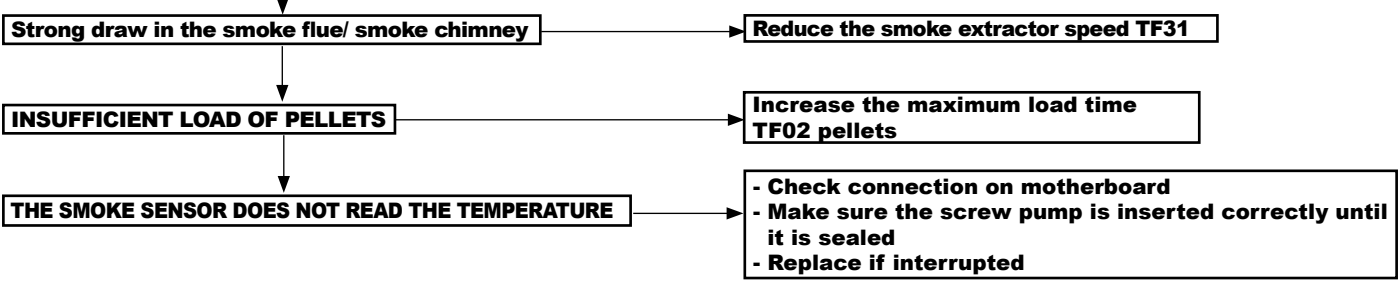 Strong draw in the smoke flue/ smoke chimney
Reduce the smoke extractor speed TF31
INSUFFICIENT LOAD OF PELLETS
Increase the maximum load time
TF02 pellets
THE SMOKE SENSOR DOES NOT READ THE TEMPERATURE
- Check connection on motherboard
- Make sure the screw pump is inserted correctly until
it is sealed
- Replace if interrupted